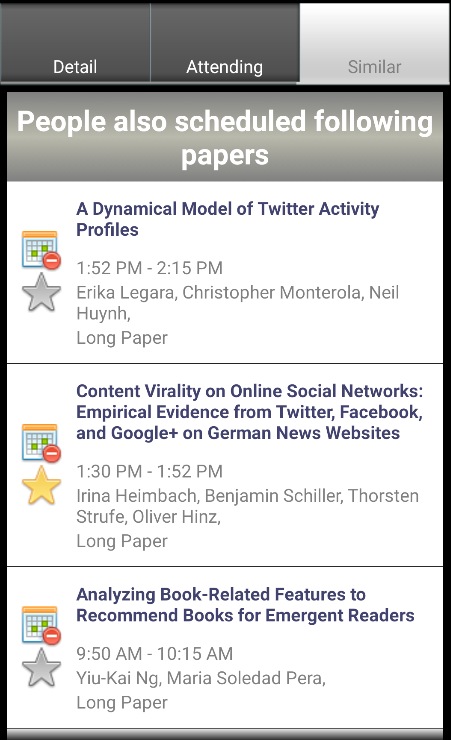 Detail
Attending
Similar
People also scheduled following
papers
A Dynamical Model of Twitter Activity
Profiles
1:52 PM - 2:15 PM
Erika Legara, Christopher Monterola, Neil
Huynh,
Long Paper
Content Virality on Online Social Networks:
Empirical Evidence from Twitter, Facebook,
and Google+ on German News Websites
1:30 PM - 1:52 PM
Irina Heimbach, Benjamin Schiller, Thorsten
Strufe, Oliver Hinz,
Long Paper
Analyzing Book-Related Features to
Recommend Books for Emergent Readers
9:50 AM - 10:15 AM
Yiu-Kai Ng, Maria Soledad Pera,
Long Paper